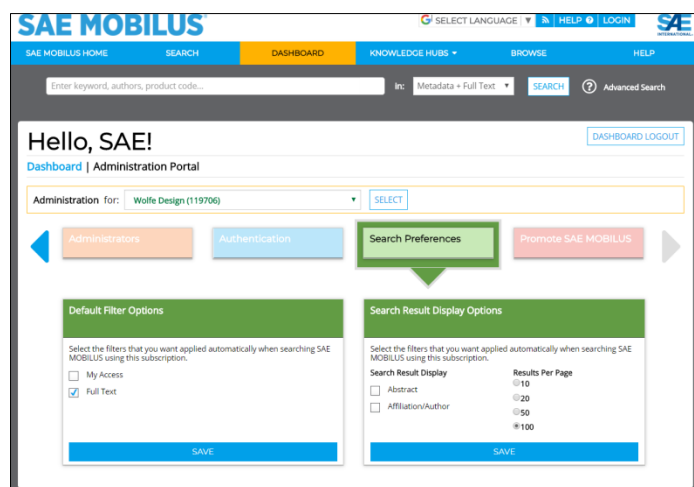 SAE MOBILUS
G SELECT LANGUAGE ▼ HELP LOGIN
SAE
INTERNATIONAL
SAE MOBILUS HOME SEARCH DASHBOARD KNOWLEDGE HUBS BROWSE HELP
Enter keyword, authors, product code... In: Metadata + Full Text SEARCH ? Advanced Search
Hello, SAE!
DASHBOARD LOGOUT
Dashboard | Administration Portal
Administration for: Wolfe Design (119706) SELECT
Administrators Authentication Search Preferences Promote SAE MOBILUS
Default Filter Options
Select the filters that you want applied automatically when searching SAE
MOBILUS using this subscription.
My Access
Full Text
SAVE
Search Result Display Options
Select the filters that you want applied automatically when searching SAE
MOBILUS using this subscription.
Search Result Display
Abstract
Affiliation/Author
Results Per Page
10
20
50
100
SAVE